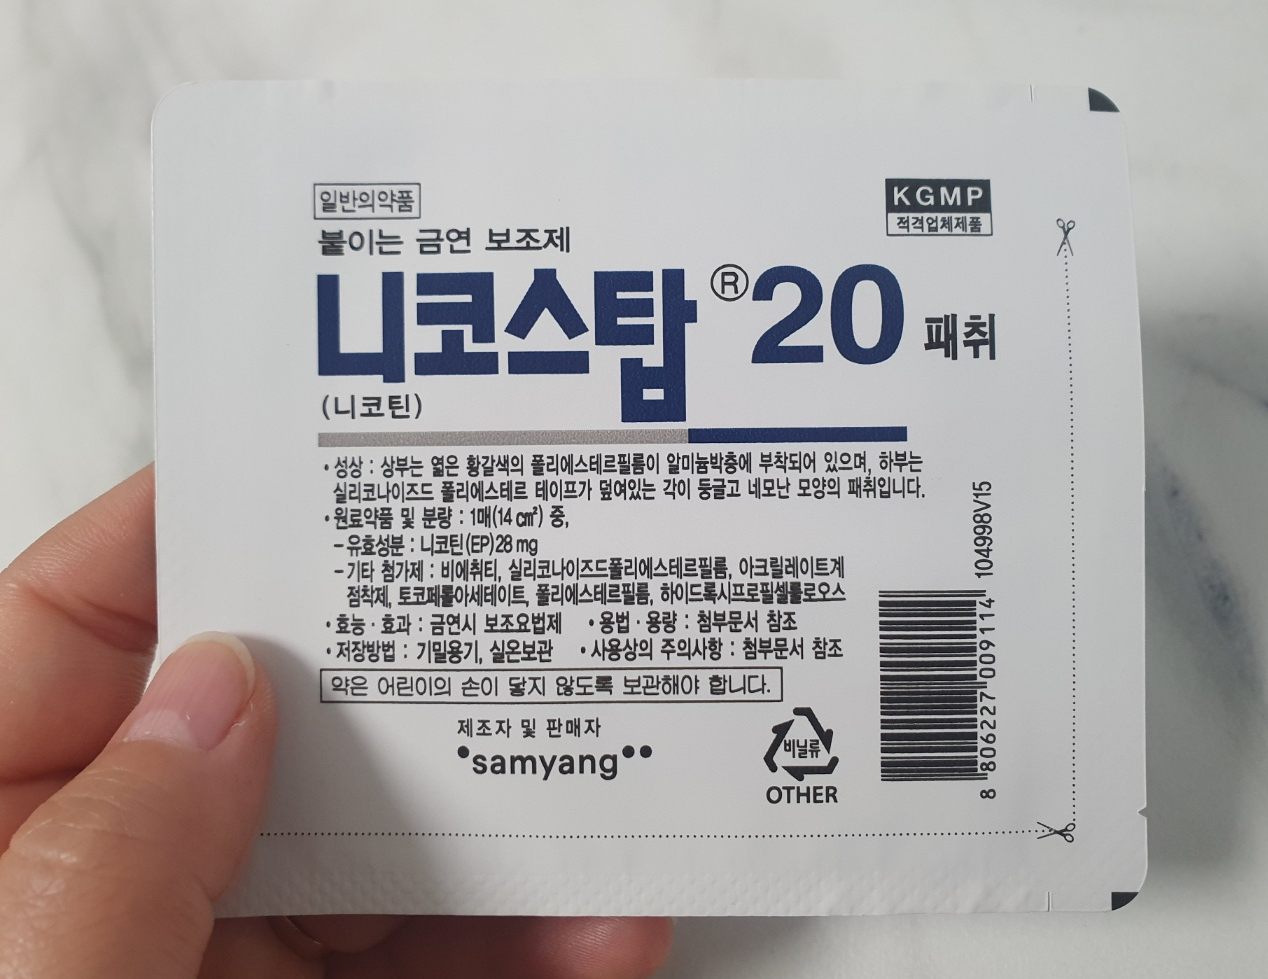 일반의약품
KGMP
적격업체제품
붙이는 금연 보조제
니코스탑®20 패취
(니코틴)
• 성상 : 상부는 엷은 황갈색의 폴리에스테르필름이 알미늄박층에 부착되어 있으며, 하부는
실리코나이즈드 폴리에스테르 테이프가 덮여있는 각이 둥글고 네모난 모양의 패취입니다.
• 원료약품 및 분량 : 1매(14 ㎠) 중,
- 유효성분 : 니코틴(EP)28 mg
- 기타 첨가제 : 비에취티, 실리코나이즈드폴리에스테르필름, 아크릴레이트계
점착제, 토코페롤아세테이트, 폴리에스테르필름, 하이드록시프로필셀룰로오스
• 효능 · 효과 : 금연시 보조요법제 • 용법 · 용량 : 첨부문서 참조
• 저장방법 : 기밀용기, 실온보관 • 사용상의 주의사항 : 첨부문서 참조
약은 어린이의 손이 닿지 않도록 보관해야 합니다.
제조자 및 판매자
samyang
비닐류
OTHER
8 806227 009114
104998V15